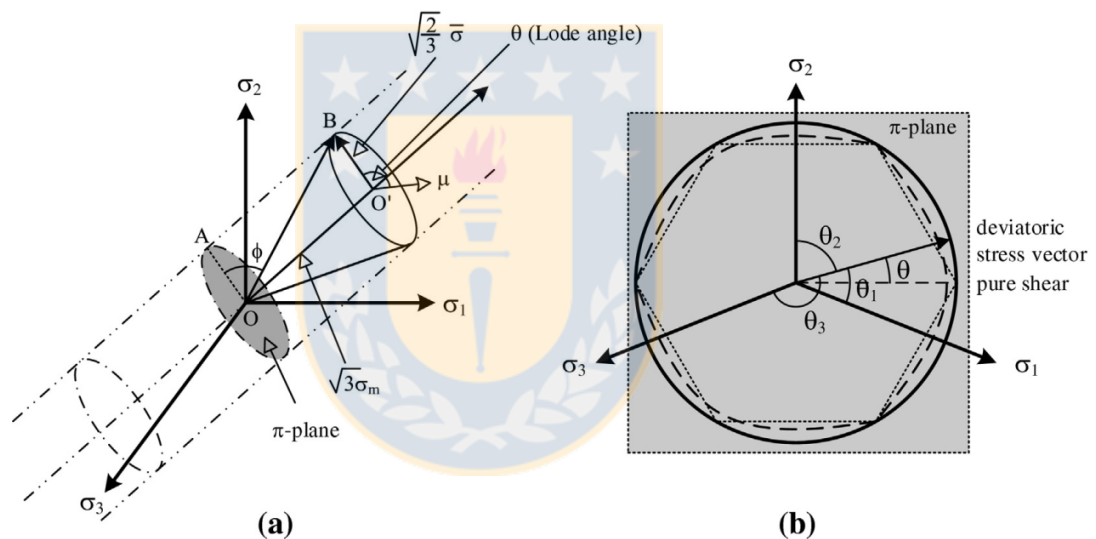 √(2/3) σ̅
θ (Lode angle)
σ₂
B
μ
O'
A
ϕ
O
σ₁
√3σₘ
π-plane
σ₃
(a)
σ₂
π-plane
deviatoric
stress vector
pure shear
θ₂
θ
θ₁
θ₃
σ₃
σ₁
(b)